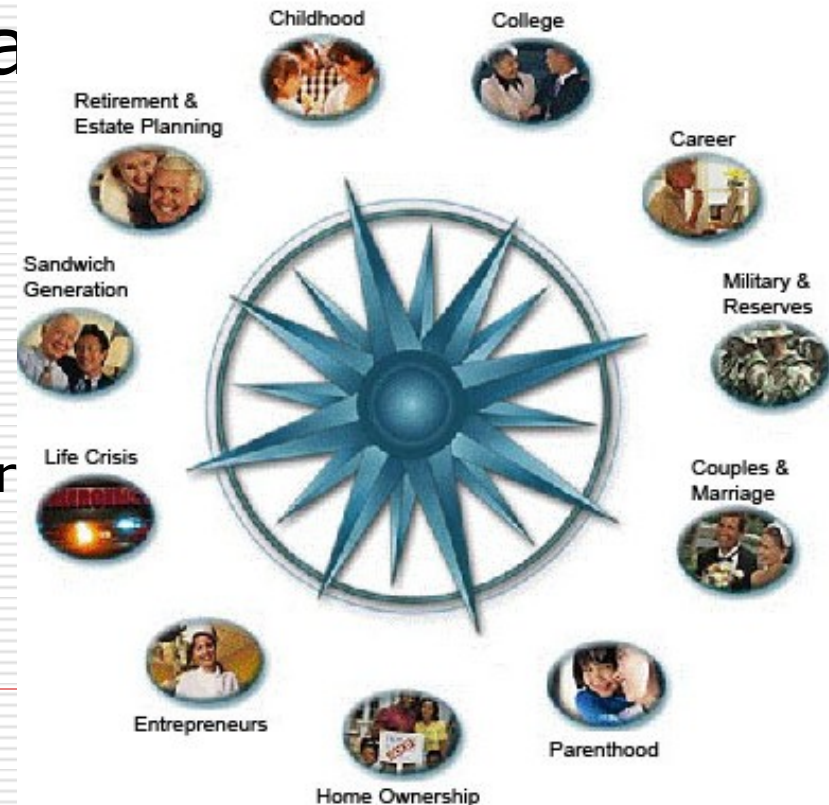 a
Childhood
College
Retirement &
Estate Planning
Career
Sandwich
Generation
Military &
Reserves
r
Life Crisis
Couples &
Marriage
Entrepreneurs
Parenthood
Home Ownership